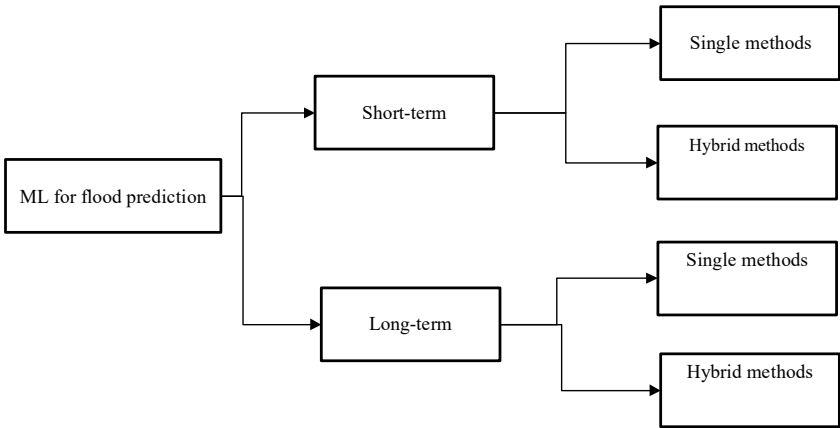 ML for flood prediction
Short-term
Single methods
Hybrid methods
Long-term
Single methods
Hybrid methods